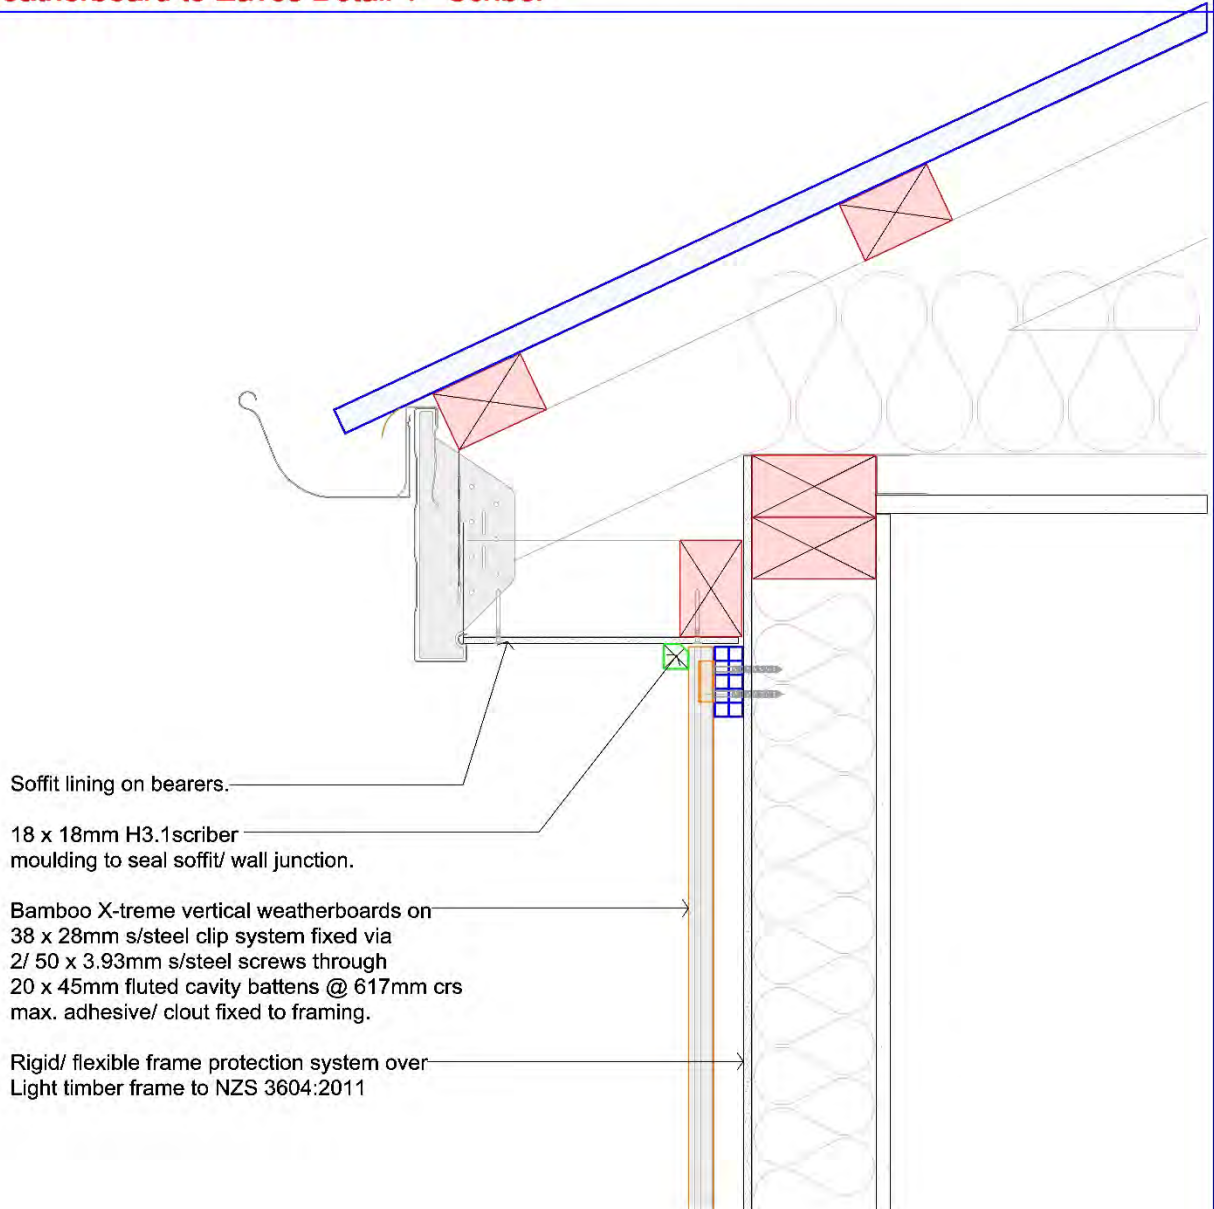 Soffit lining on bearers.
18 x 18mm H3.1scriber
moulding to seal soffit/ wall junction.
Bamboo X-treme vertical weatherboards on
38 x 28mm s/steel clip system fixed via
2/ 50 x 3.93mm s/steel screws through
20 x 45mm fluted cavity battens @ 617mm crs
max. adhesive/ clout fixed to framing.
Rigid/ flexible frame protection system over
Light timber frame to NZS 3604:2011